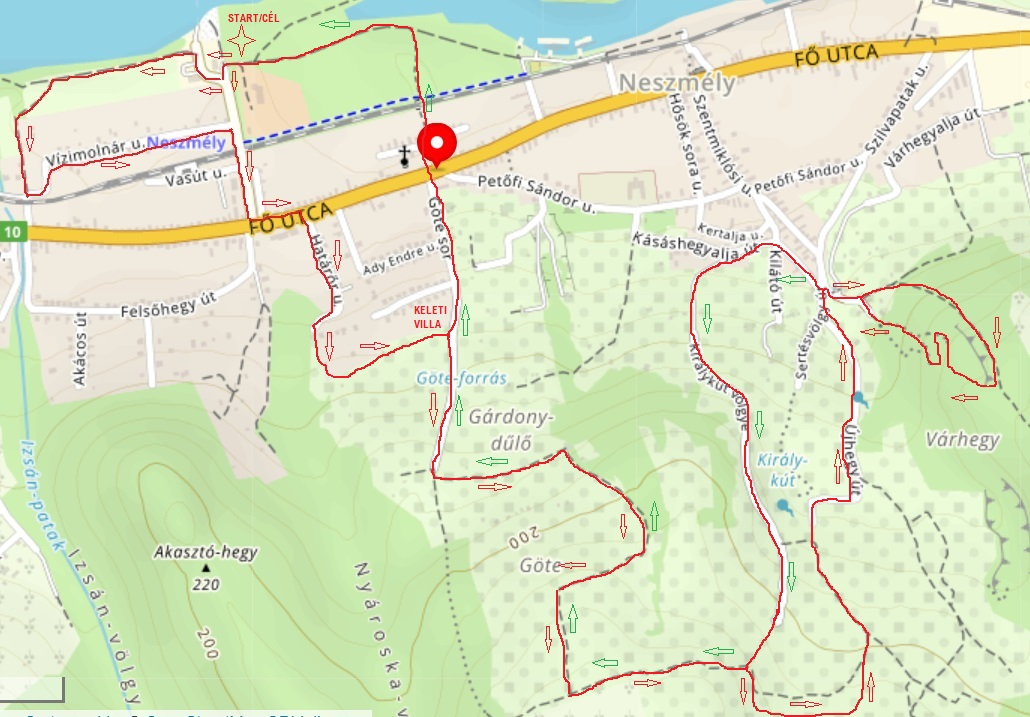 START/CÉL
FŐ UTCA
Neszmély
Szilvapatak u.
Várhegyalja út
Hősök sora u.
Szentmiklósi u.
Vízimolnár u.
Neszmély
Vasút u.
Petőfi Sándor u.
Petőfi Sándor u.
10
FŐ UTCA
Göte sor
Kertalja u.
Kásáshegyalja út
Határőr u.
Ady Endre u.
Kilátó út
Felsőhegy út
KELETI
VILLA
Sertésvölgy
Akácos út
Göte-forrás
Királykút völgye
Gárdony-
dűlő
Várhegy
Újhegy út
Király-
kút
Izsán-patak
200
Akasztó-hegy
220
Göte
Izsán-völgy
Nyároska-v
200